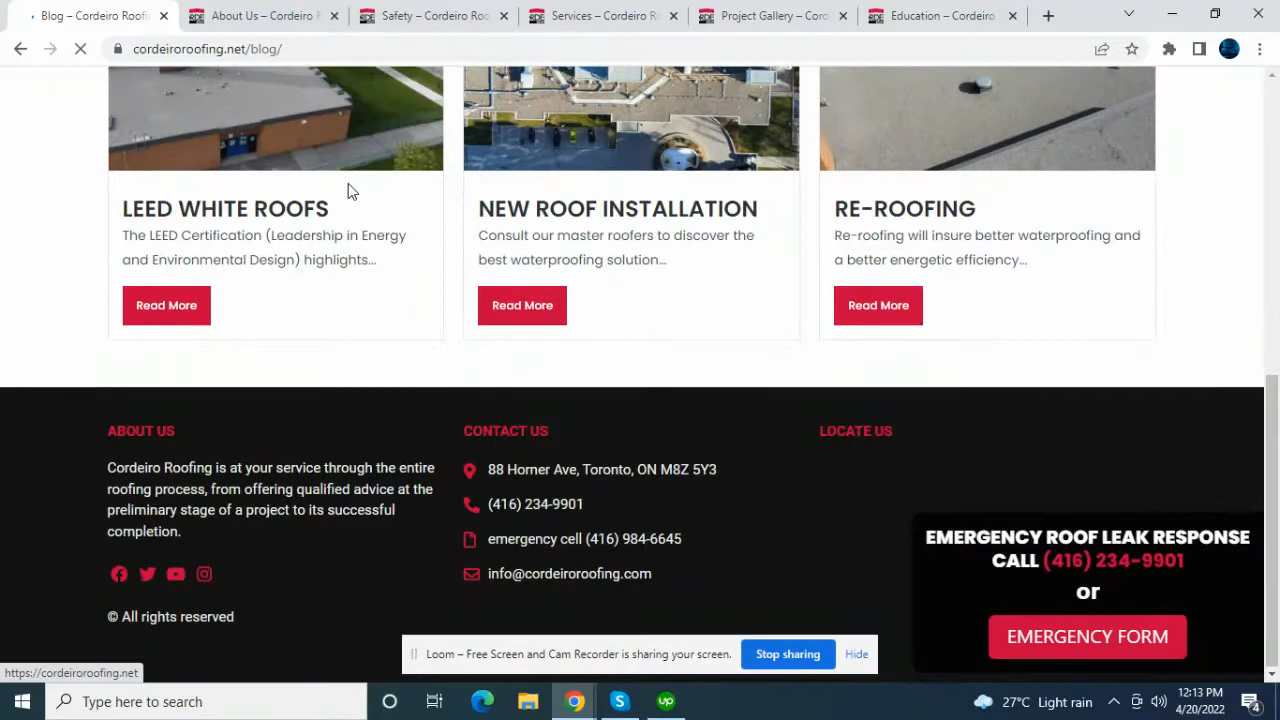 Blog – Cordeiro Roofi
About Us – Cordeiro R
Safety – Cordeiro Roo
Services – Cordeiro R
Project Gallery – Cord
Education – Cordeiro
cordeiroroofing.net/blog/
LEED WHITE ROOFS
The LEED Certification (Leadership in Energy
and Environmental Design) highlights...
Read More
NEW ROOF INSTALLATION
Consult our master roofers to discover the
best waterproofing solution...
Read More
RE-ROOFING
Re-roofing will insure better waterproofing and
a better energetic efficiency...
Read More
ABOUT US
Cordeiro Roofing is at your service through the entire
roofing process, from offering qualified advice at the
preliminary stage of a project to its successful
completion.
© All rights reserved
CONTACT US
88 Horner Ave, Toronto, ON M8Z 5Y3
(416) 234-9901
emergency cell (416) 984-6645
info@cordeiroroofing.com
LOCATE US
EMERGENCY ROOF LEAK RESPONSE
CALL (416) 234-9901
or
EMERGENCY FORM
Loom – Free Screen and Cam Recorder is sharing your screen.
Stop sharing
Hide
https://cordeiroroofing.net
Type here to search
up
27°C Light rain
12:13 PM
4/20/2022
4